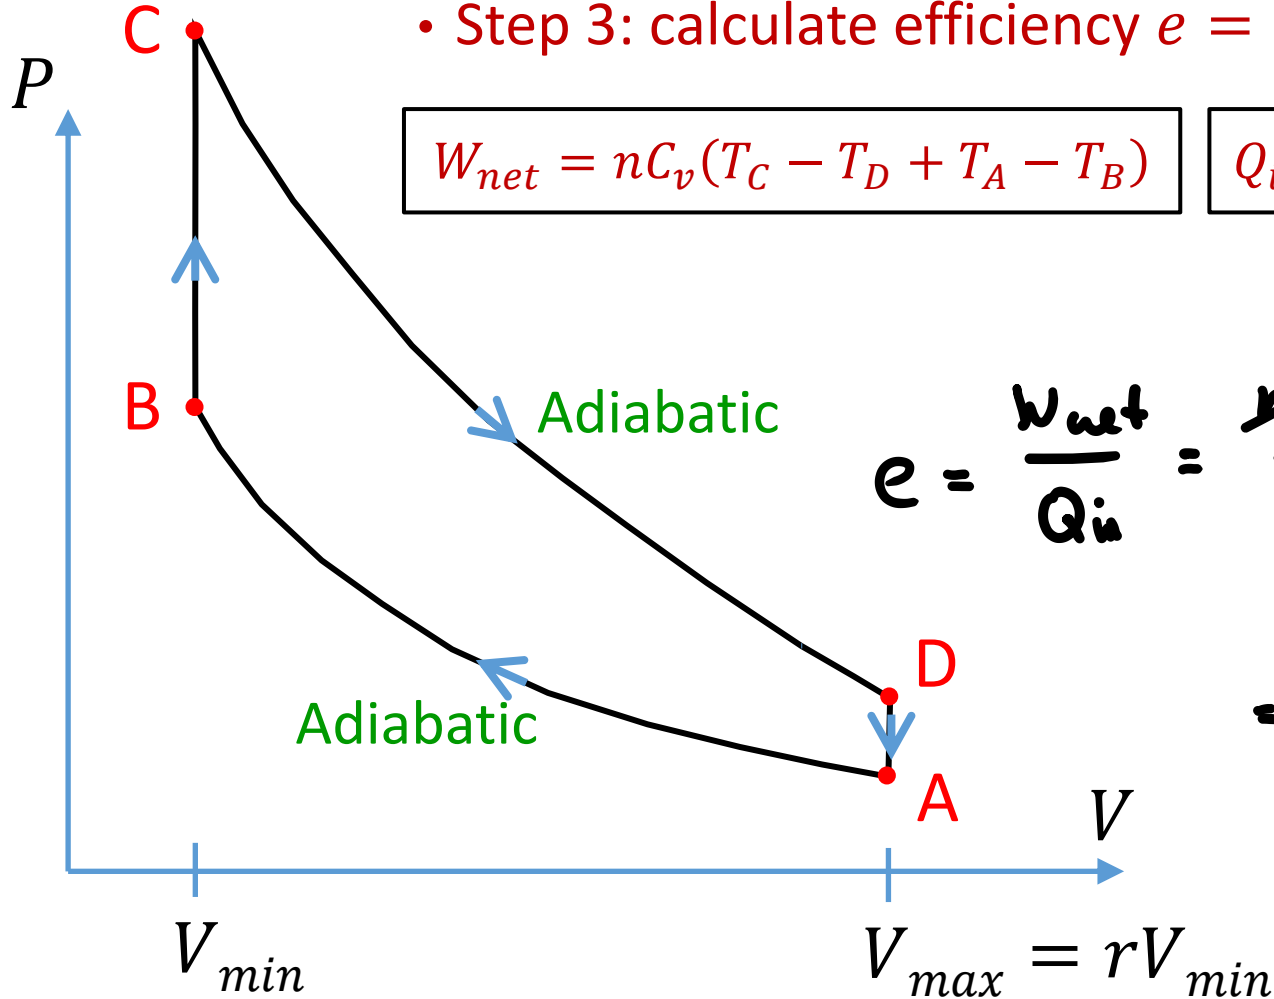 • Step 3: calculate efficiency e =
C
P
W_net = nC_v(T_C − T_D + T_A − T_B)
B
Adiabatic
e = W_net / Q_in =
D
Adiabatic
=
A
V
V_min
V_max = rV_min